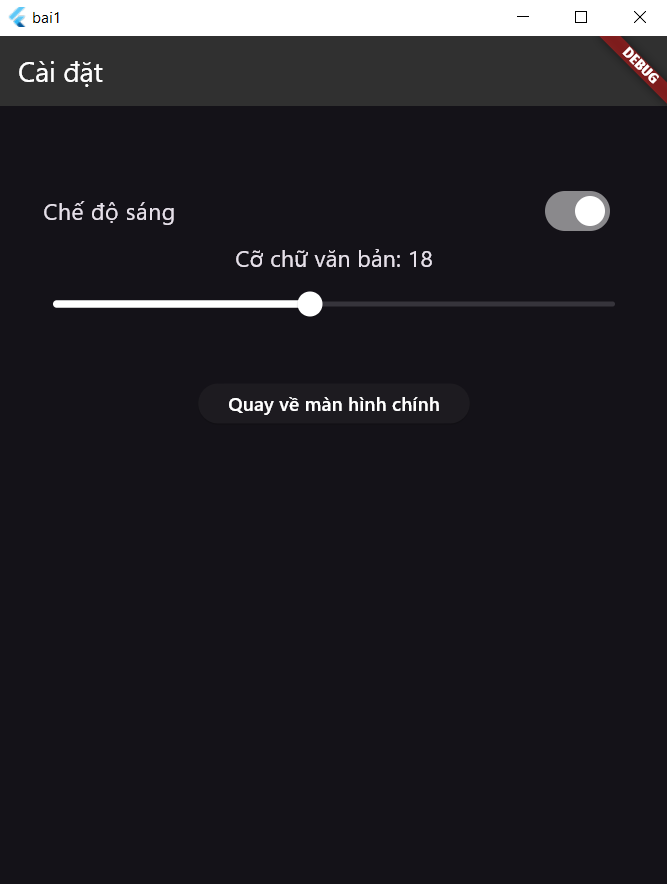 bai1
Cài đặt
DEBUG
Chế độ sáng
Cỡ chữ văn bản: 18
Quay về màn hình chính